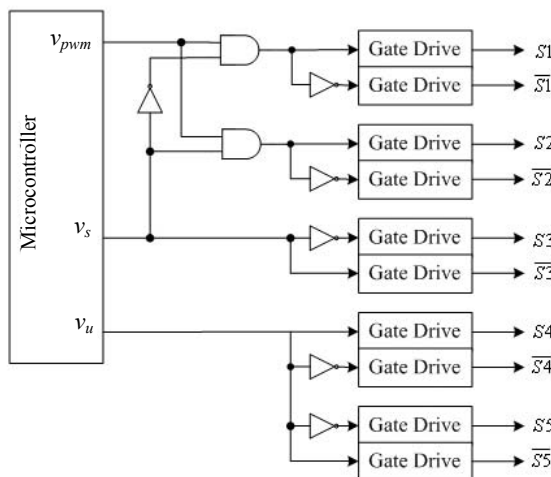 Microcontroller
v_pwm
v_s
v_u
Gate Drive S1
Gate Drive S̅1̅
Gate Drive S2
Gate Drive S̅2̅
Gate Drive S3
Gate Drive S̅3̅
Gate Drive S4
Gate Drive S̅4̅
Gate Drive S5
Gate Drive S̅5̅